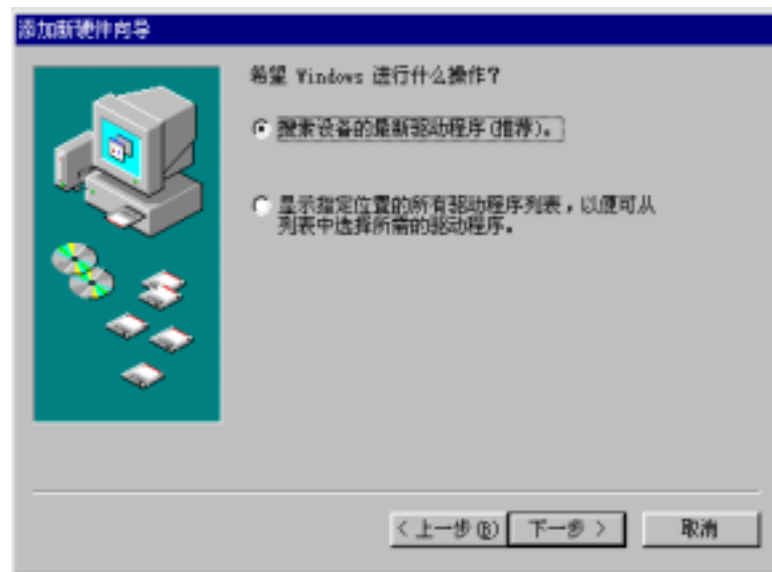 添加新硬件向导
希望 Windows 进行什么操作？
搜索设备的最新驱动程序(推荐)。
显示指定位置的所有驱动程序列表，以便可从
列表中选择所需的驱动程序。
< 上一步(B) 下一步 > 取消